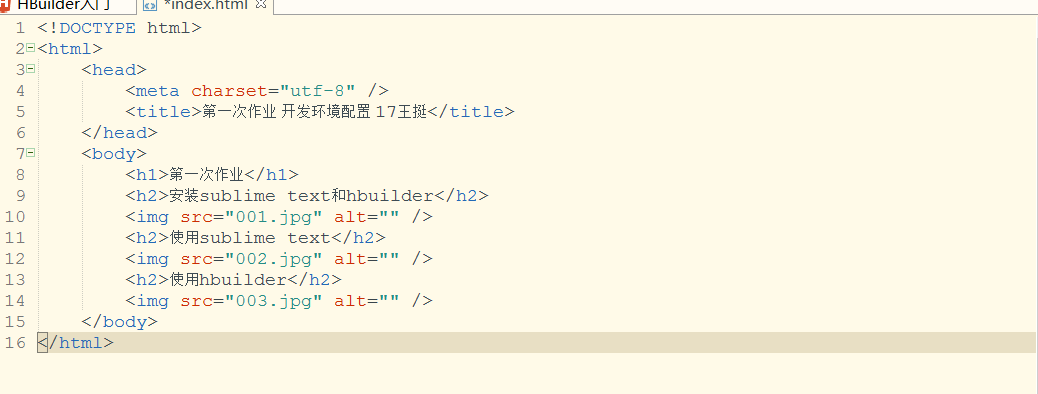 HBuilder入门 *index.html
1 <!DOCTYPE html>
2 <html>
3 <head>
4 <meta charset="utf-8" />
5 <title>第一次作业 开发环境配置 17王挺</title>
6 </head>
7 <body>
8 <h1>第一次作业</h1>
9 <h2>安装sublime text和hbuilder</h2>
10 <img src="001.jpg" alt="" />
11 <h2>使用sublime text</h2>
12 <img src="002.jpg" alt="" />
13 <h2>使用hbuilder</h2>
14 <img src="003.jpg" alt="" />
15 </body>
16 </html>